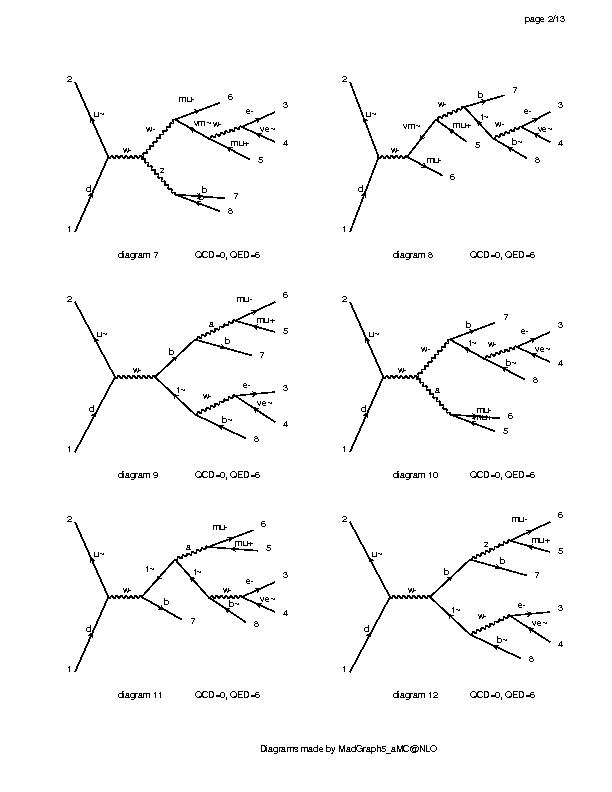 page 2/13
2 u~ d 1 w- w- z mu- 6 vm~ w- e- 3 ve~ 4 mu+ 5 b 7 8
diagram 7 QCD=0, QED=6
2 u~ d 1 w- vm~ mu- 6 w- mu+ 5 b 7 t~ w- e- 3 ve~ 4 b~ 8
diagram 8 QCD=0, QED=6
2 u~ d 1 w- b a mu- 6 mu+ 5 b 7 t~ w- e- 3 ve~ 4 b~ 8
diagram 9 QCD=0, QED=6
2 u~ d 1 w- w- b 7 t~ w- e- 3 ve~ 4 b~ 8 a mu- 6 5
diagram 10 QCD=0, QED=6
2 u~ d 1 w- t~ a mu- 6 mu+ 5 t~ w- e- 3 ve~ 4 b~ 8 b 7
diagram 11 QCD=0, QED=6
2 u~ d 1 w- b z mu- 6 mu+ 5 b 7 t~ w- e- 3 ve~ 4 b~ 8
diagram 12 QCD=0, QED=6
Diagrams made by MadGraph5_aMC@NLO